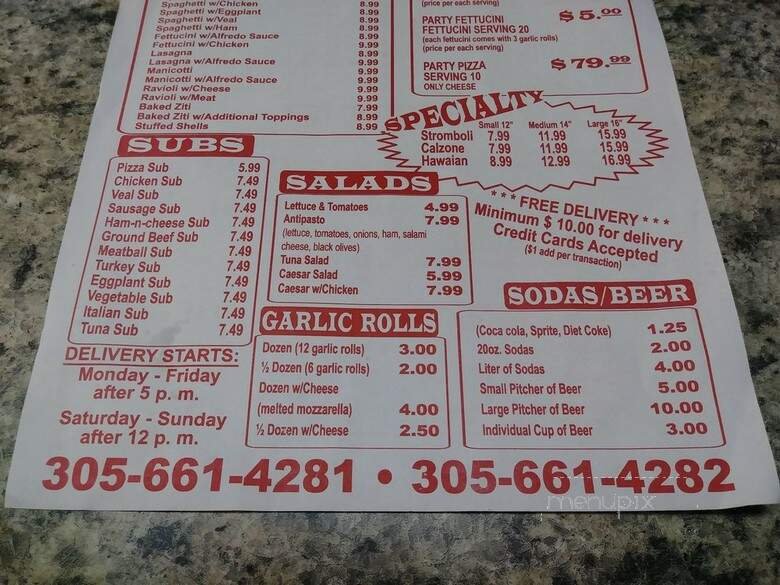 Spaghetti w/Chicken 8.99
Spaghetti w/Eggplant 8.99
Spaghetti w/Veal 8.99
Spaghetti w/Ham 8.99
Fettucini w/Alfredo Sauce 8.99
Fettucini w/Chicken 9.99
Lasagna 8.99
Lasagna w/Alfredo Sauce 9.99
Manicotti 8.99
Manicotti w/Alfredo Sauce 9.99
Ravioli w/Cheese 8.99
Ravioli w/Meat 9.99
Baked Ziti 7.99
Baked Ziti w/Additional Toppings 8.99
Stuffed Shells 8.99
(price per each serving)
PARTY FETTUCINI $ 5.00
FETTUCINI SERVING 20
(each fettucini comes with 3 garlic rolls)
(price per each serving)
PARTY PIZZA $ 79.99
SERVING 10
ONLY CHEESE
SPECIALTY
Small 12" Medium 14" Large 16"
Stromboli 7.99 11.99 15.99
Calzone 7.99 11.99 15.99
Hawaian 8.99 12.99 16.99
SUBS
Pizza Sub 5.99
Chicken Sub 7.49
Veal Sub 7.49
Sausage Sub 7.49
Ham-n-cheese Sub 7.49
Ground Beef Sub 7.49
Meatball Sub 7.49
Turkey Sub 7.49
Eggplant Sub 7.49
Vegetable Sub 7.49
Italian Sub 7.49
Tuna Sub 7.49
DELIVERY STARTS:
Monday - Friday
after 5 p. m.
Saturday - Sunday
after 12 p. m.
SALADS
Lettuce & Tomatoes 4.99
Antipasto 7.99
(lettuce, tomatoes, onions, ham, salami
cheese, black olives)
Tuna Salad 7.99
Caesar Salad 5.99
Caesar w/Chicken 7.99
GARLIC ROLLS
Dozen (12 garlic rolls) 3.00
½ Dozen (6 garlic rolls) 2.00
Dozen w/Cheese
(melted mozzarella) 4.00
½ Dozen w/Cheese 2.50
* * * FREE DELIVERY * * *
Minimum $ 10.00 for delivery
Credit Cards Accepted
($1 add per transaction)
SODAS/BEER
(Coca cola, Sprite, Diet Coke) 1.25
20oz. Sodas 2.00
Liter of Sodas 4.00
Small Pitcher of Beer 5.00
Large Pitcher of Beer 10.00
Individual Cup of Beer 3.00
305-661-4281 • 305-661-4282
menupix